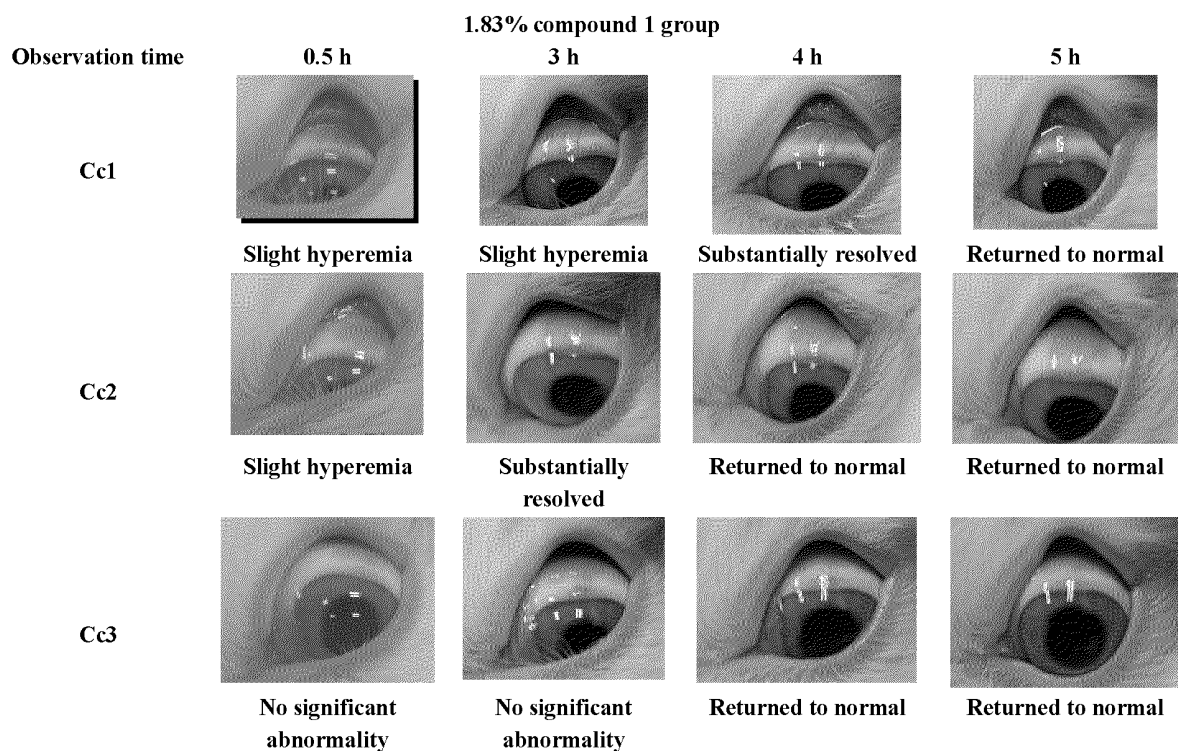 1.83% compound 1 group
Observation time 0.5 h 3 h 4 h 5 h
Cc1
Slight hyperemia Slight hyperemia Substantially resolved Returned to normal
Cc2
Slight hyperemia Substantially resolved Returned to normal Returned to normal
Cc3
No significant abnormality No significant abnormality Returned to normal Returned to normal